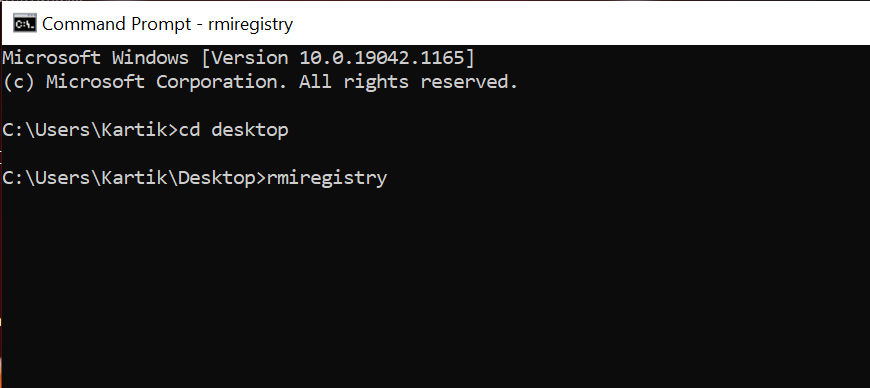 Command Prompt - rmiregistry
Microsoft Windows [Version 10.0.19042.1165]
(c) Microsoft Corporation. All rights reserved.
C:\Users\Kartik>cd desktop
C:\Users\Kartik\Desktop>rmiregistry